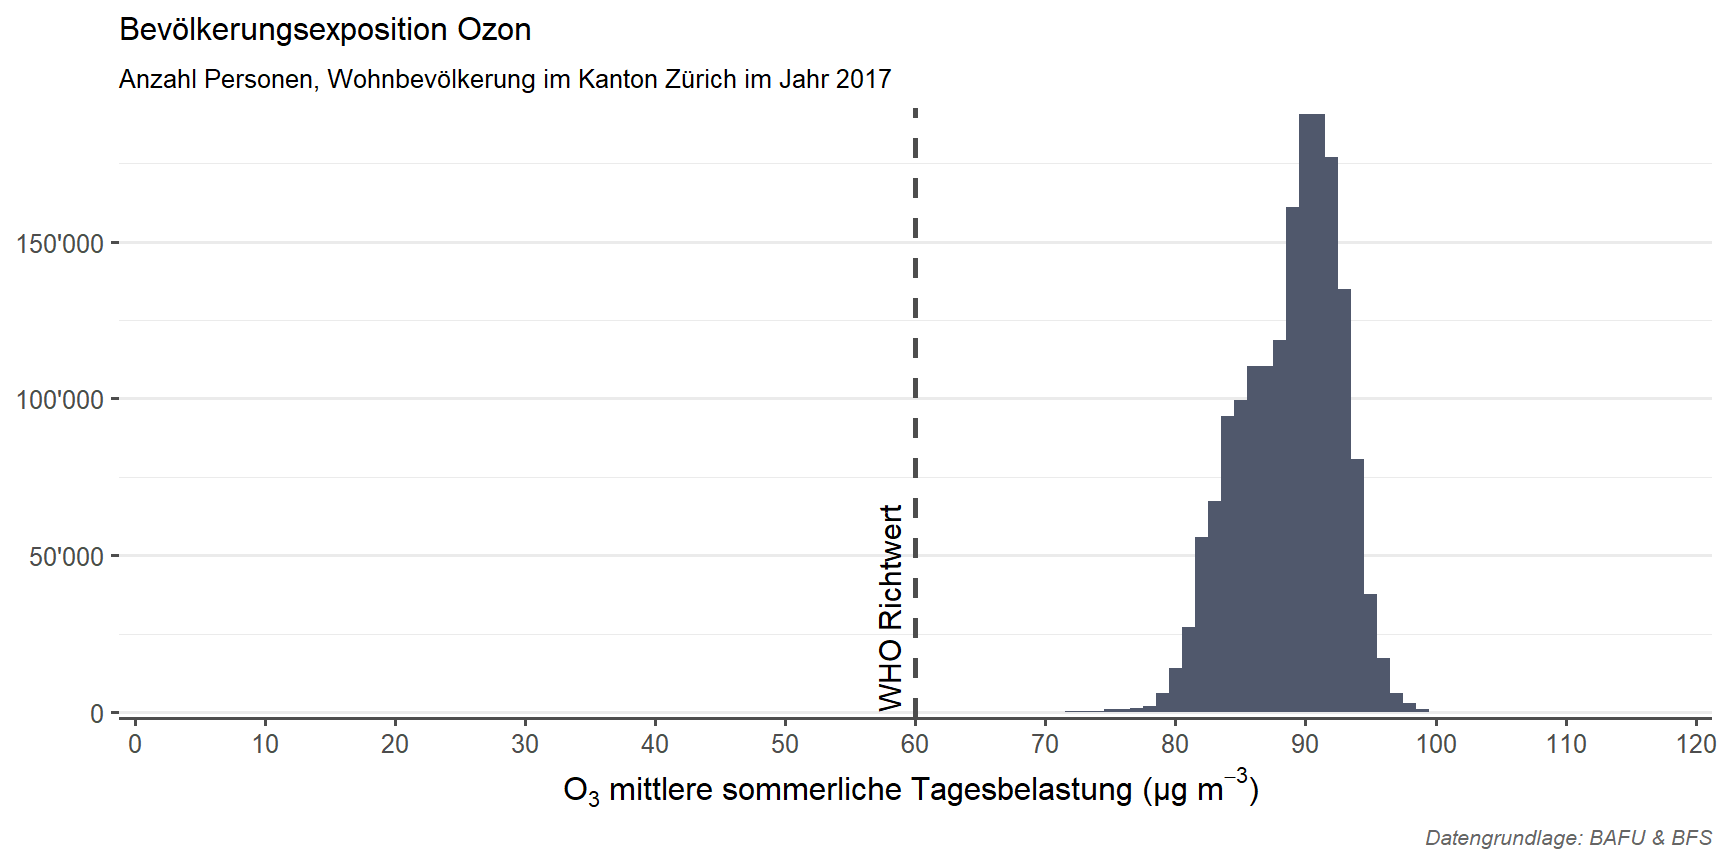 Bevölkerungsexposition Ozon
Anzahl Personen, Wohnbevölkerung im Kanton Zürich im Jahr 2017
150'000
100'000
50'000
0
WHO Richtwert
0 10 20 30 40 50 60 70 80 90 100 110 120
O₃ mittlere sommerliche Tagesbelastung (µg m⁻³)
Datengrundlage: BAFU & BFS